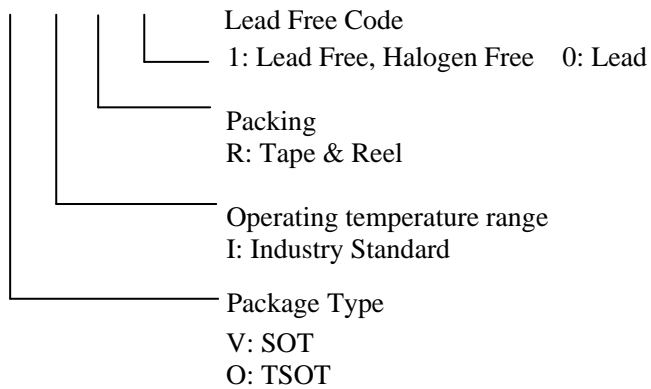 Lead Free Code
1: Lead Free, Halogen Free 0: Lead
Packing
R: Tape & Reel
Operating temperature range
I: Industry Standard
Package Type
V: SOT
O: TSOT